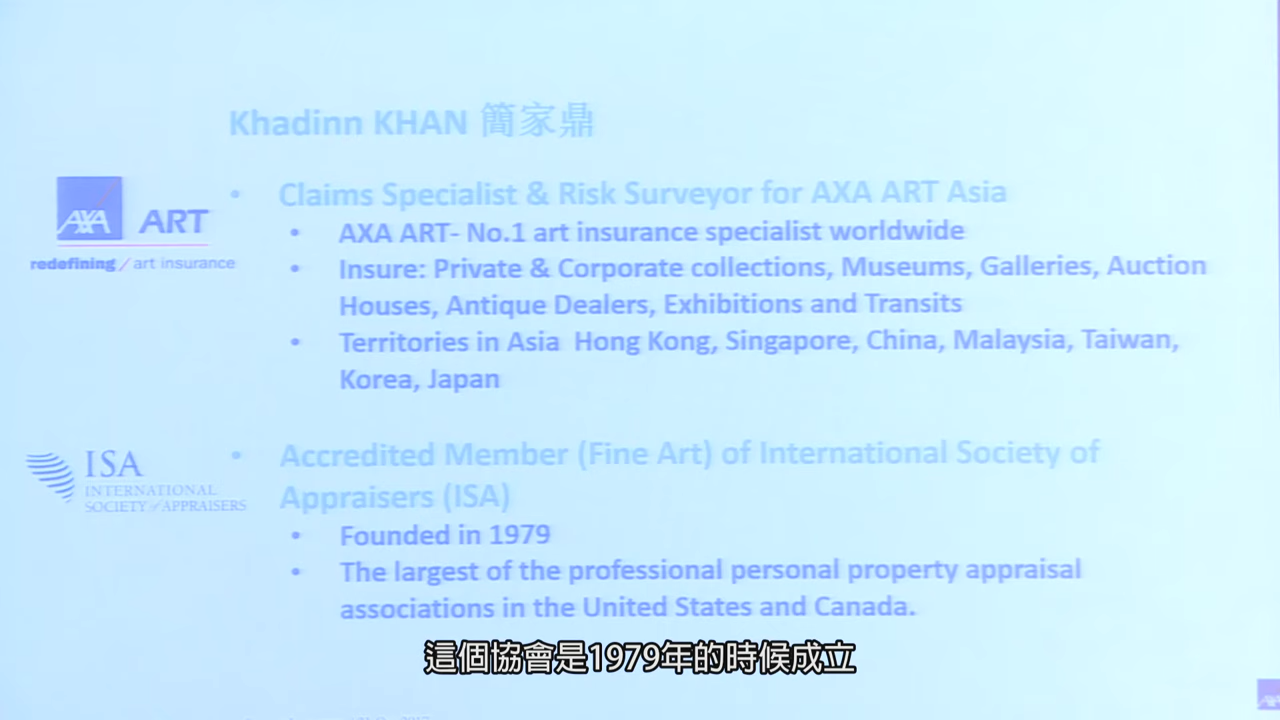 Khadinn KHAN 簡家鼎
AXA ART
redefining / art insurance
• Claims Specialist & Risk Surveyor for AXA ART Asia
• AXA ART- No.1 art insurance specialist worldwide
• Insure: Private & Corporate collections, Museums, Galleries, Auction
Houses, Antique Dealers, Exhibitions and Transits
• Territories in Asia Hong Kong, Singapore, China, Malaysia, Taiwan,
Korea, Japan
ISA
INTERNATIONAL
SOCIETY of APPRAISERS
• Accredited Member (Fine Art) of International Society of
Appraisers (ISA)
• Founded in 1979
• The largest of the professional personal property appraisal
associations in the United States and Canada.
這個協會是1979年的時候成立